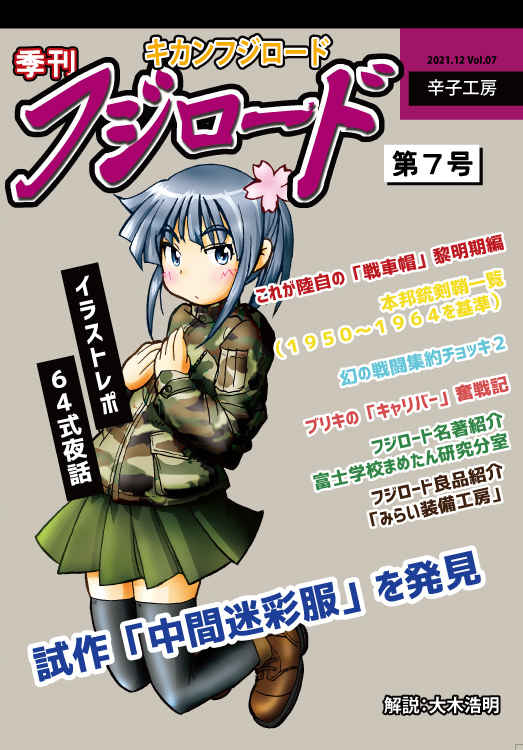 季刊
キカンフジロード
フジロード
2021.12 Vol.07
辛子工房
第７号
これが陸自の「戦車帽」黎明期編
本邦銃剣鞘一覧
（１９５０～１９６４を基準）
幻の戦闘集約チョッキ２
ブリキの「キャリバー」奮戦記
フジロード名著紹介
富士学校まめたん研究分室
フジロード良品紹介
「みらい装備工房」
イラストレポ
６４式夜話
試作「中間迷彩服」を発見
解説：大木浩明